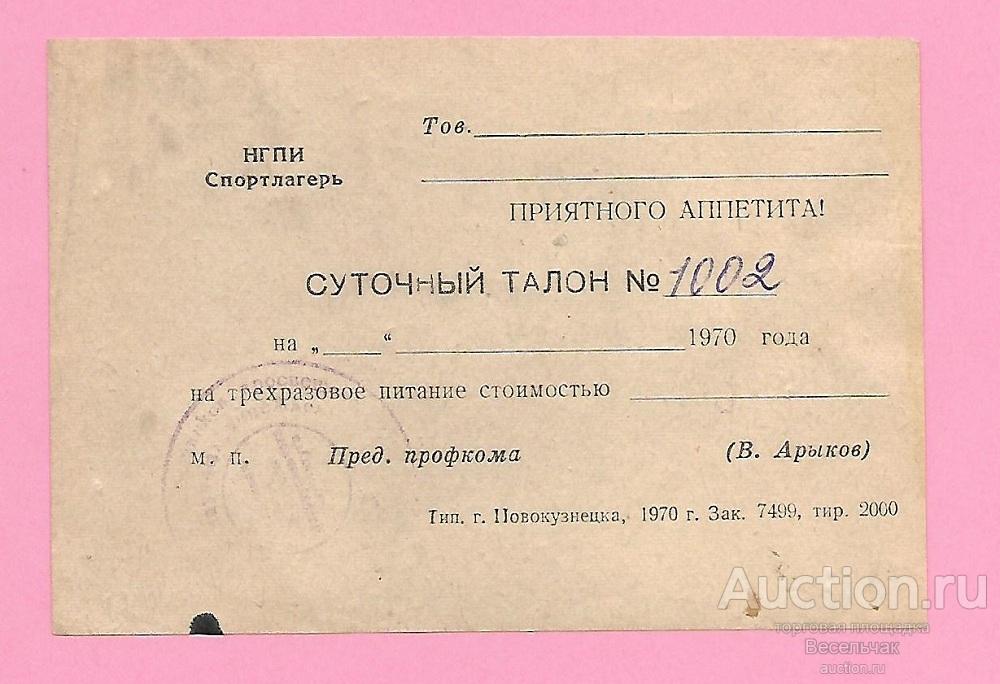 Тов.
НГПИ
Спортлагерь
ПРИЯТНОГО АППЕТИТА!
СУТОЧНЫЙ ТАЛОН № 1002
на „ “ 1970 года
на трехразовое питание стоимостью
м. п. Пред. профкома (В. Арыков)
Тип. г. Новокузнецка, 1970 г. Зак. 7499, тир. 2000
Auction.ru
торговая площадка
Весельчак
auction.ru